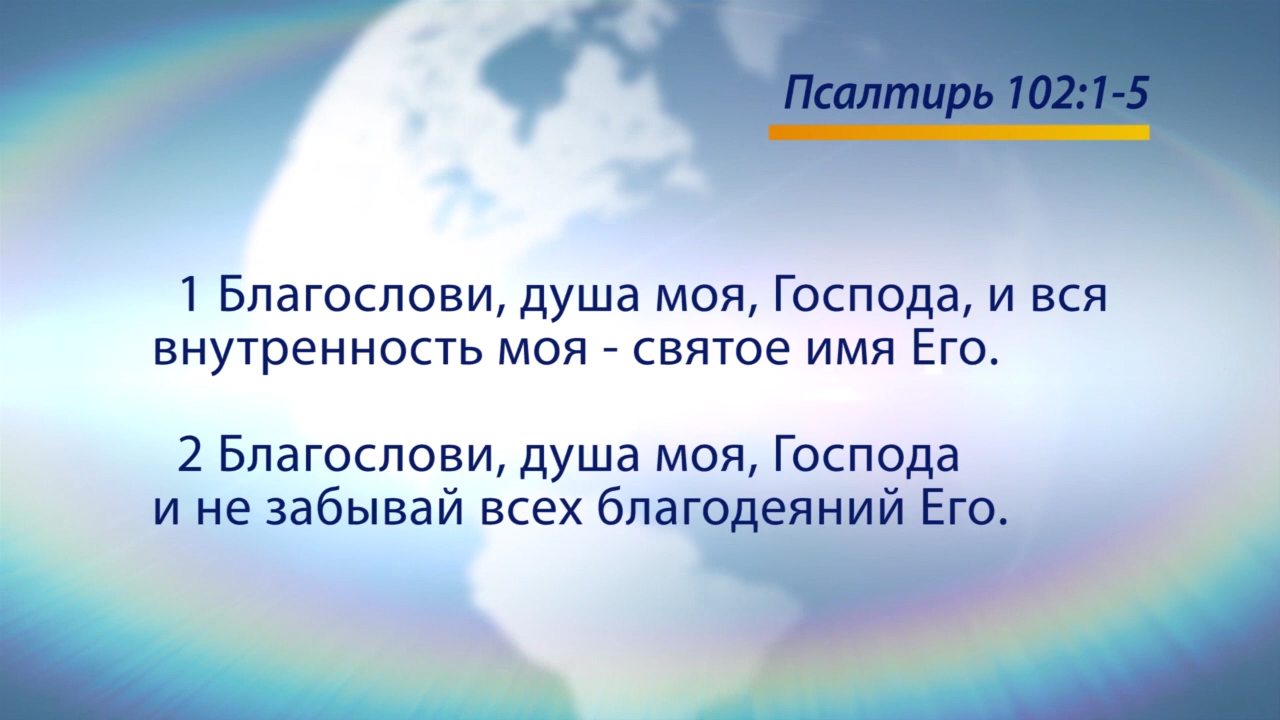 Псалтирь 102:1-5
1 Благослови, душа моя, Господа, и вся
внутренность моя - святое имя Его.
2 Благослови, душа моя, Господа
и не забывай всех благодеяний Его.